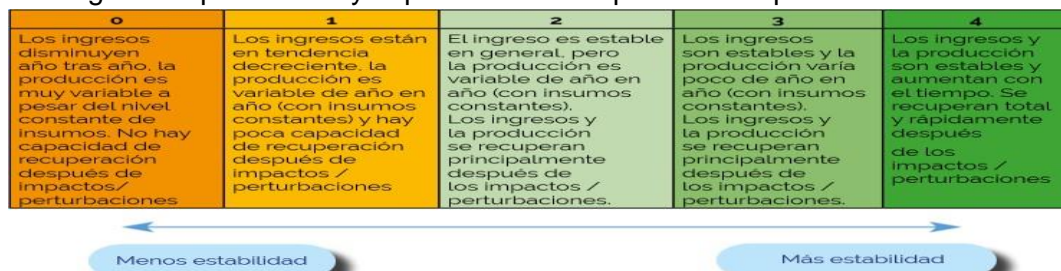 0
Los ingresos
disminuyen
año tras año, la
producción es
muy variable a
pesar del nivel
constante de
insumos. No hay
capacidad de
recuperación
después de
impactos/
perturbaciones
1
Los ingresos están
en tendencia
decreciente, la
producción es
variable de año en
año (con insumos
constantes) y hay
poca capacidad
de recuperación
después de
impactos /
perturbaciones
2
El ingreso es estable
en general, pero
la producción es
variable de año en
año (con insumos
constantes).
Los ingresos y
la producción
se recuperan
principalmente
después de
los impactos /
perturbaciones.
3
Los ingresos
son estables y la
producción varía
poco de año en
año (con insumos
constantes).
Los ingresos y
la producción
se recuperan
principalmente
después de
los impactos /
perturbaciones.
4
Los ingresos y
la producción
son estables y
aumentan con
el tiempo. Se
recuperan total
y rápidamente
después
de los
impactos /
perturbaciones
Menos estabilidad
Más estabilidad